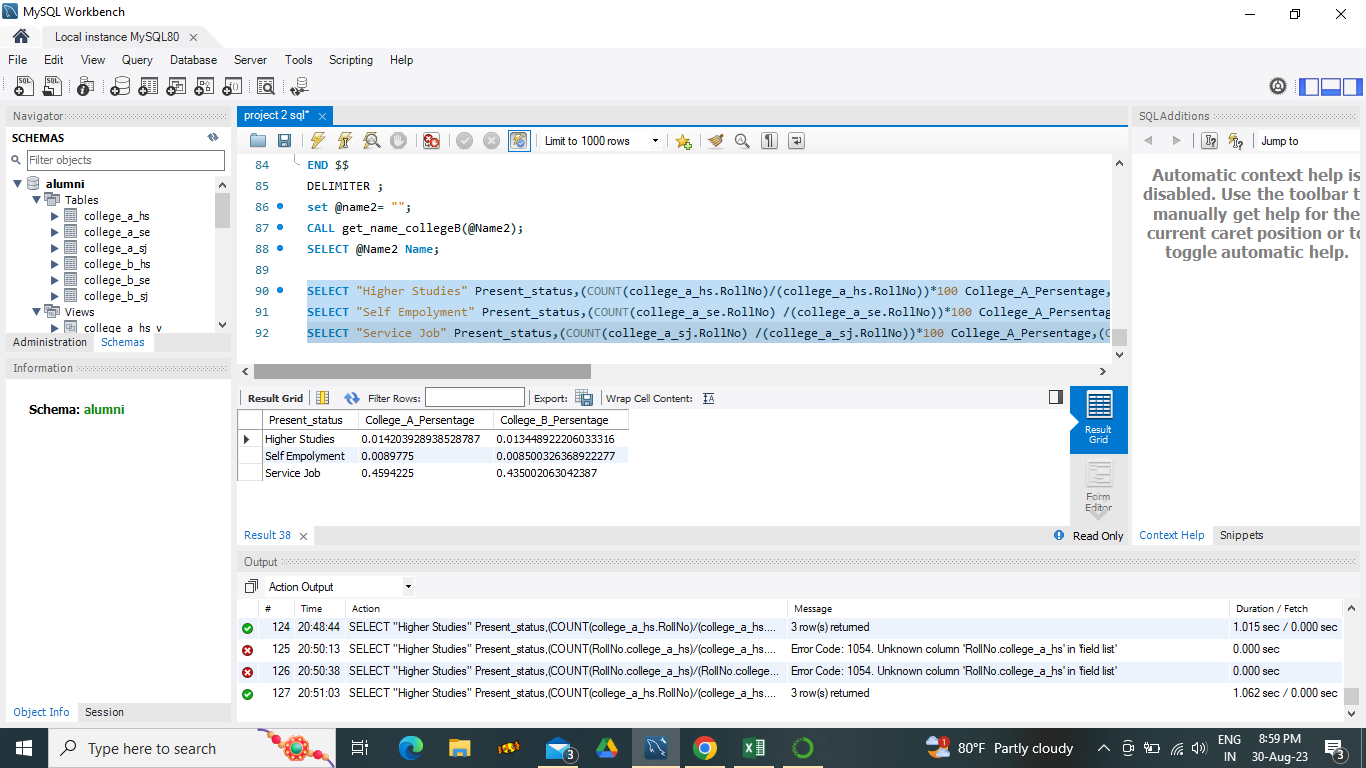 MySQL Workbench
Local instance MySQL80
File Edit View Query Database Server Tools Scripting Help
Navigator
SCHEMAS
Filter objects
alumni
Tables
college_a_hs
college_a_se
college_a_sj
college_b_hs
college_b_se
college_b_sj
Views
college_a_hs_v
Administration Schemas
Information
Schema: alumni
Object Info Session
project 2 sql*
Limit to 1000 rows
84 END $$
85 DELIMITER ;
86 set @name2= "";
87 CALL get_name_collegeB(@Name2);
88 SELECT @Name2 Name;
89
90 SELECT "Higher Studies" Present_status,(COUNT(college_a_hs.RollNo)/(college_a_hs.RollNo))*100 College_A_Persentage,
91 SELECT "Self Empolyment" Present_status,(COUNT(college_a_se.RollNo) /(college_a_se.RollNo))*100 College_A_Persentag
92 SELECT "Service Job" Present_status,(COUNT(college_a_sj.RollNo) /(college_a_sj.RollNo))*100 College_A_Persentage,(C
Result Grid Filter Rows: Export: Wrap Cell Content:
Present_status College_A_Persentage College_B_Persentage
Higher Studies 0.014203928938528787 0.013448922206033316
Self Empolyment 0.0089775 0.008500326368922277
Service Job 0.4594225 0.435002063042387
Result Grid
Form Editor
Result 38
Read Only
SQLAdditions
Jump to
Automatic context help is
disabled. Use the toolbar t
manually get help for the
current caret position or to
toggle automatic help.
Context Help Snippets
Output
Action Output
# Time Action Message Duration / Fetch
124 20:48:44 SELECT "Higher Studies" Present_status,(COUNT(college_a_hs.RollNo)/(college_a_hs.... 3 row(s) returned 1.015 sec / 0.000 sec
125 20:50:13 SELECT "Higher Studies" Present_status,(COUNT(RollNo.college_a_hs)/(college_a_hs.... Error Code: 1054. Unknown column 'RollNo.college_a_hs' in 'field list' 0.000 sec
126 20:50:38 SELECT "Higher Studies" Present_status,(COUNT(RollNo.college_a_hs)/(RollNo.college... Error Code: 1054. Unknown column 'RollNo.college_a_hs' in 'field list' 0.000 sec
127 20:51:03 SELECT "Higher Studies" Present_status,(COUNT(college_a_hs.RollNo)/(college_a_hs.... 3 row(s) returned 1.062 sec / 0.000 sec
Type here to search
3
1
80°F Partly cloudy
ENG
IN
8:59 PM
30-Aug-23
3